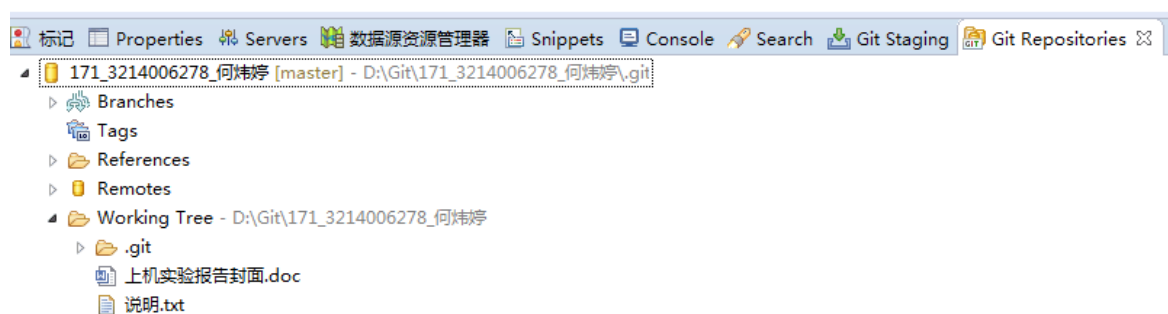 标记 Properties Servers 数据源资源管理器 Snippets Console Search Git Staging Git Repositories
171_3214006278_何炜婷 [master] - D:\Git\171_3214006278_何炜婷\.git
Branches
Tags
References
Remotes
Working Tree - D:\Git\171_3214006278_何炜婷
.git
上机实验报告封面.doc
说明.txt